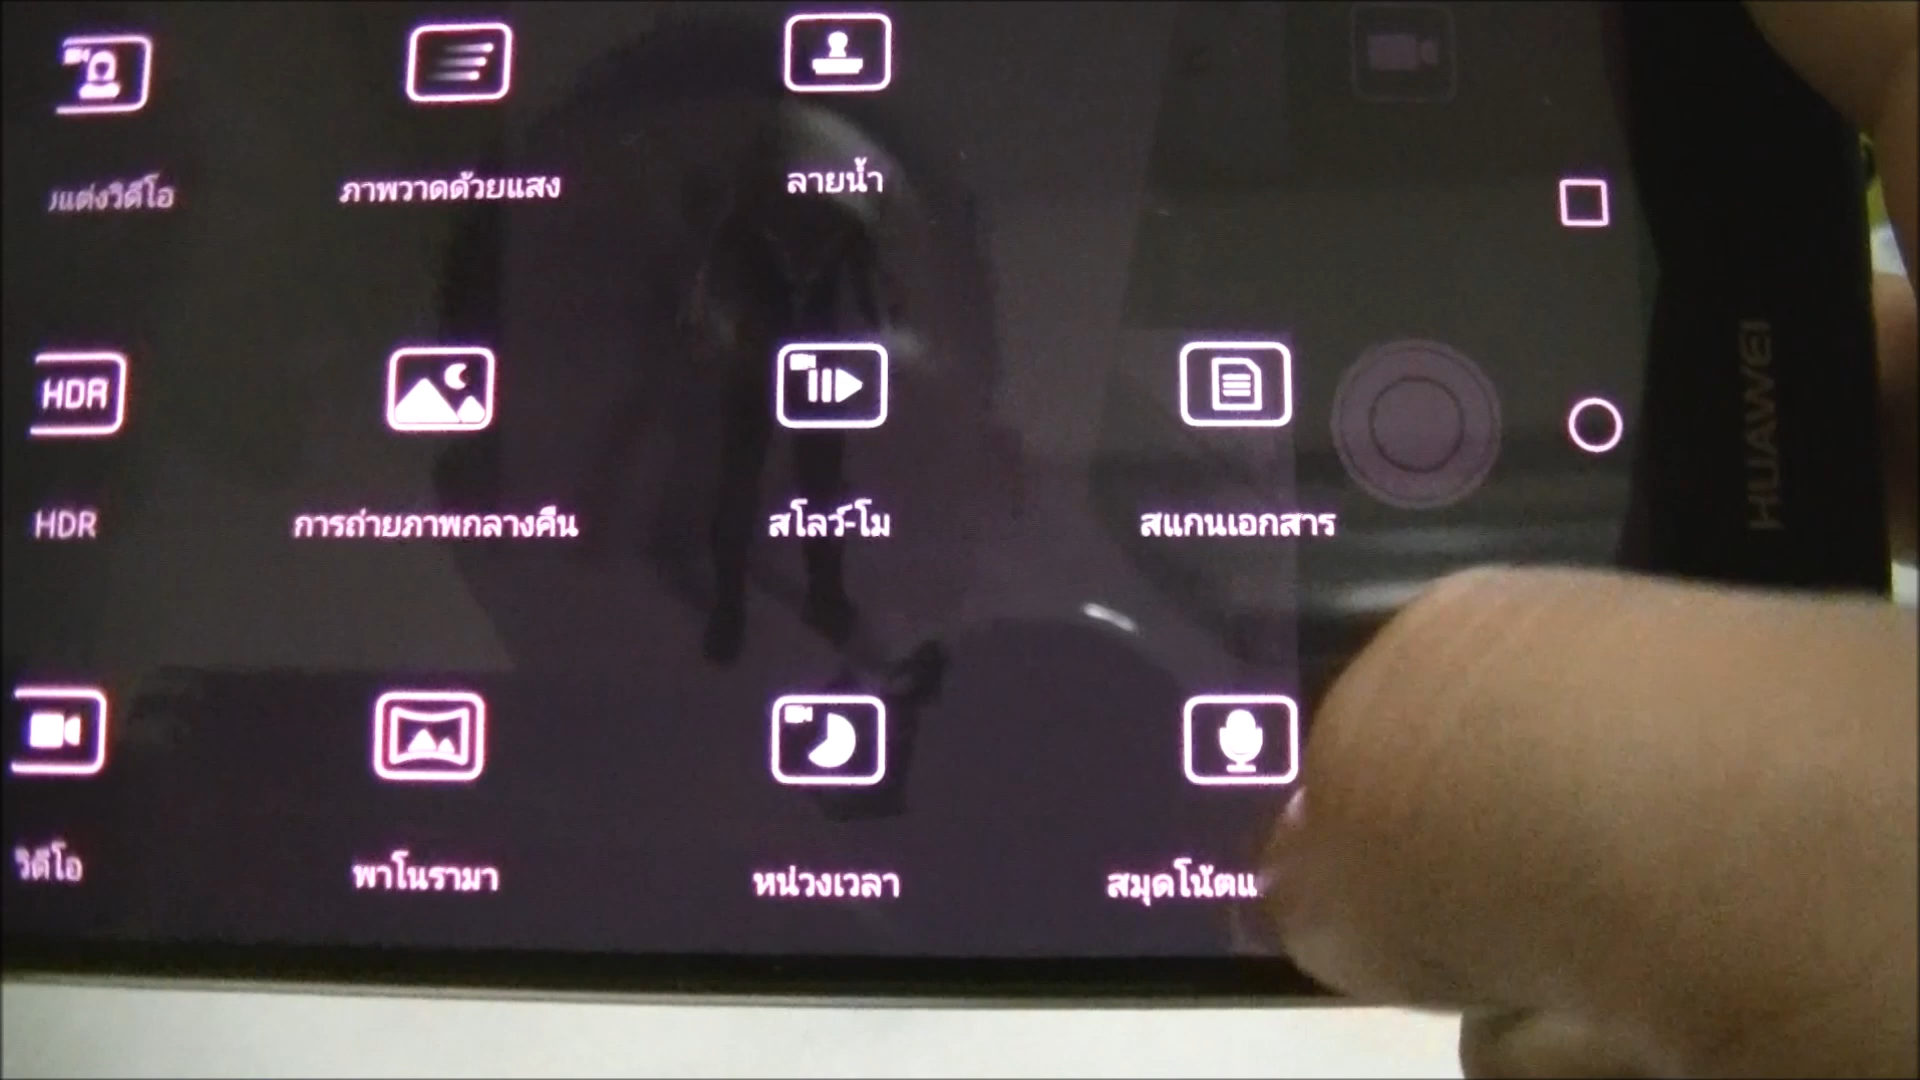 แต่งวิดีโอ
ภาพวาดด้วยแสง
ลายน้ำ
HDR
HDR
การถ่ายภาพกลางคืน
สโลว์-โม
สแกนเอกสาร
วิดีโอ
พาโนรามา
หน่วงเวลา
สมุดโน้ต
HUAWEI